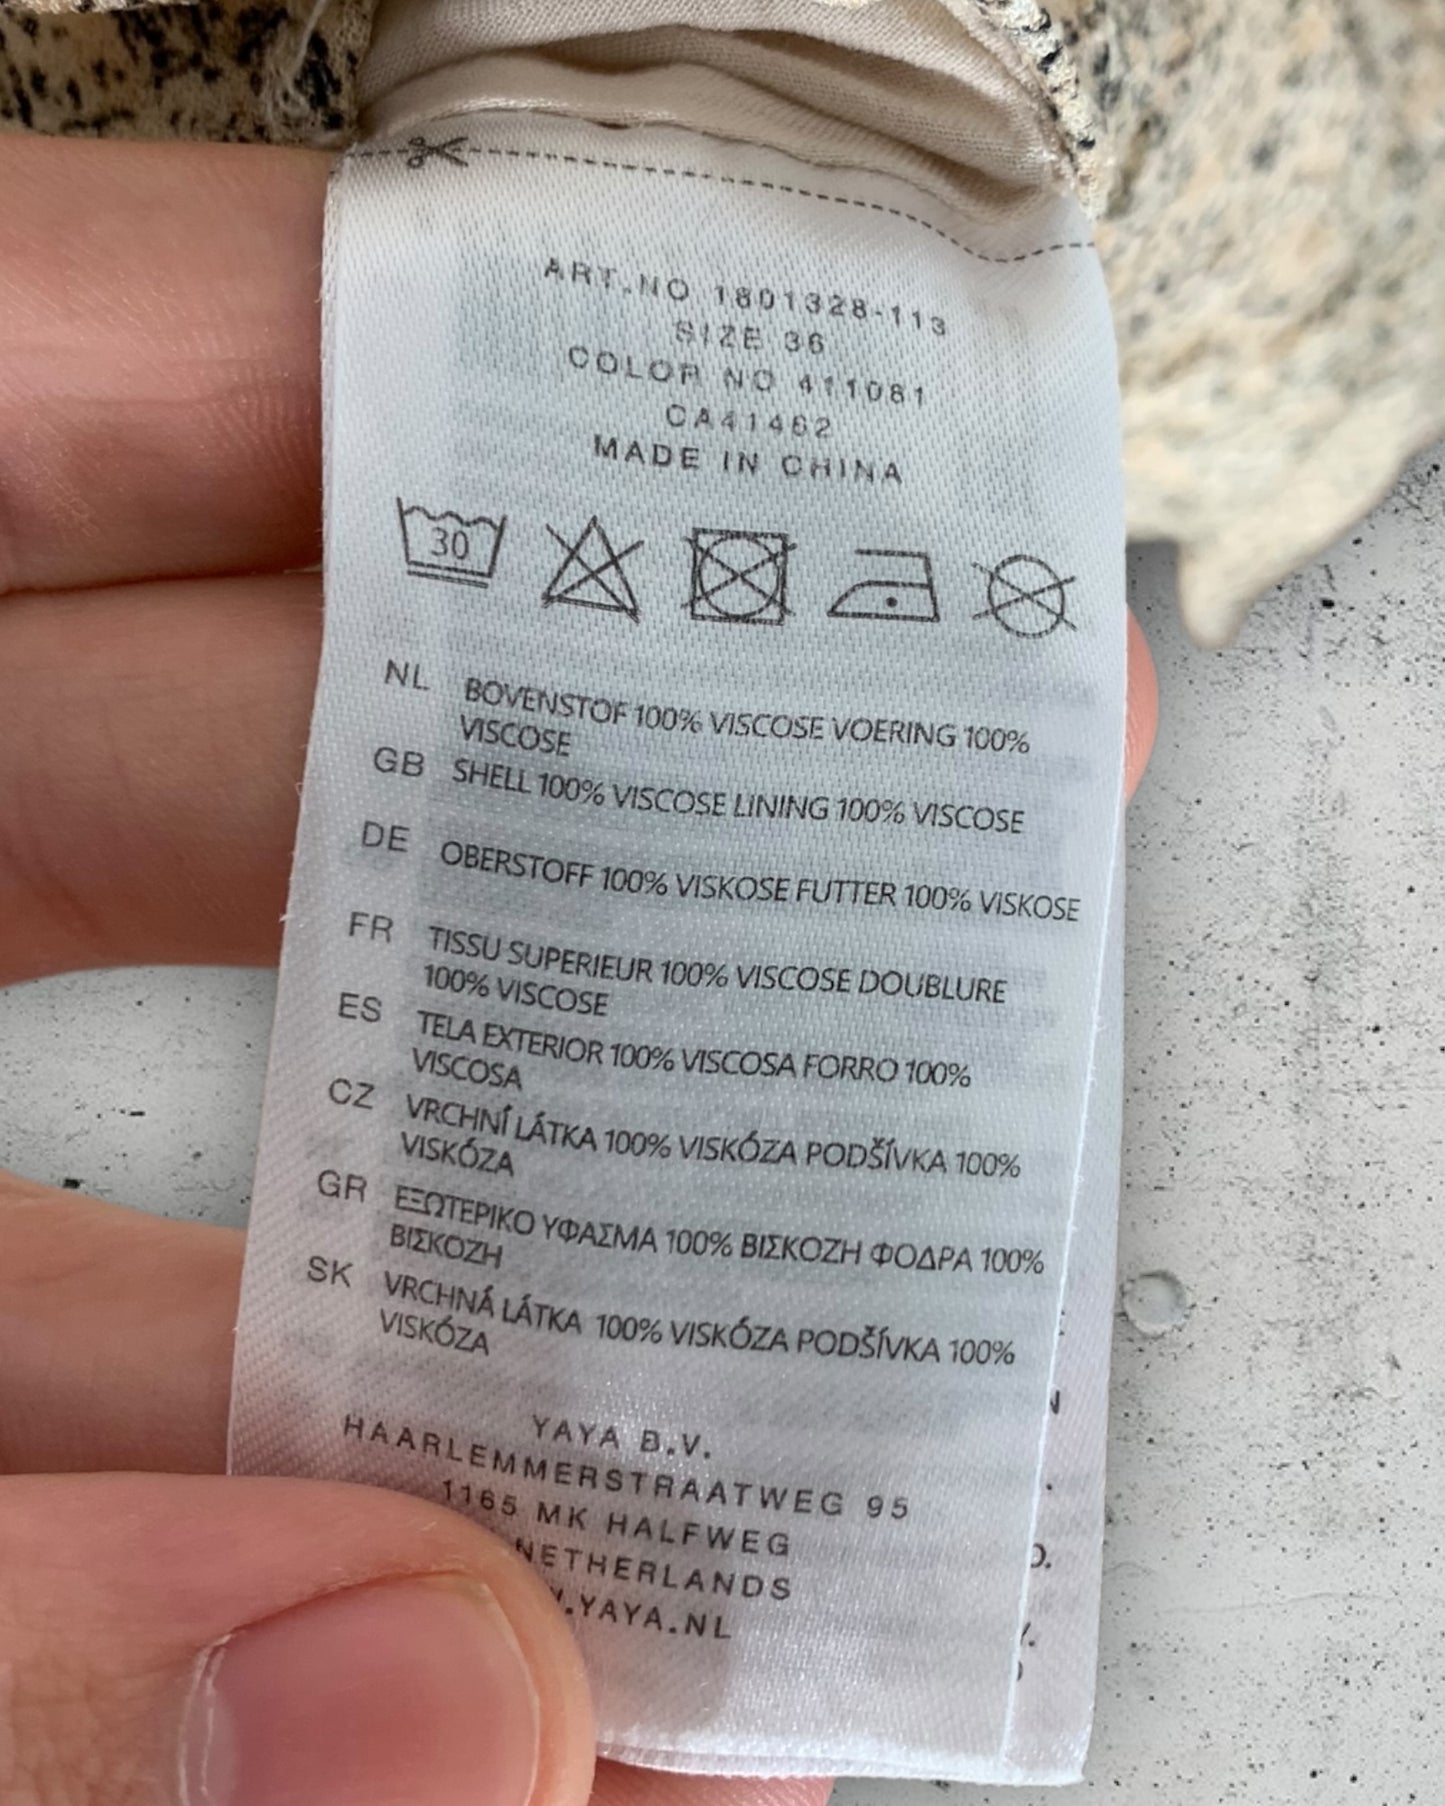 ART.NO 1801328-113
SIZE 36
COLOR NO 411081
CA41462
MADE IN CHINA
30
NL BOVENSTOF 100% VISCOSE VOERING 100%
VISCOSE
GB SHELL 100% VISCOSE LINING 100% VISCOSE
DE OBERSTOFF 100% VISKOSE FUTTER 100% VISKOSE
FR TISSU SUPERIEUR 100% VISCOSE DOUBLURE
100% VISCOSE
ES TELA EXTERIOR 100% VISCOSA FORRO 100%
VISCOSA
CZ VRCHNÍ LÁTKA 100% VISKÓZA PODŠÍVKA 100%
VISKÓZA
GR ΕΞΩΤΕΡΙΚΟ ΥΦΑΣΜΑ 100% ΒΙΣΚΟΖΗ ΦΟΔΡΑ 100%
ΒΙΣΚΟΖΗ
SK VRCHNÁ LÁTKA 100% VISKÓZA PODŠÍVKA 100%
VISKÓZA
YAYA B.V.
HAARLEMMERSTRAATWEG 95
1165 MK HALFWEG
NETHERLANDS
.YAYA.NL